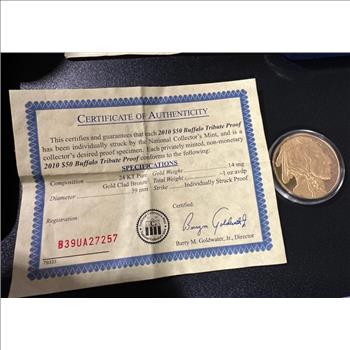 CERTIFICATE OF AUTHENTICITY
This certifies and guarantees that each 2010 $50 Buffalo Tribute Proof
has been individually struck by the National Collector's Mint, and is a
collector's desired proof specimen. Each privately minted, non-monetary
2010 $50 Buffalo Tribute Proof conforms to the following:
Composition 24 KT Pure Gold Clad Bronze
Gold Weight 14 mg
Diameter 39 mm
Total Weight ~1 oz avdp
Strike Individually Struck Proof
Registration
Certified:
B39UA27257
Barry M. Goldwater, Jr., Director